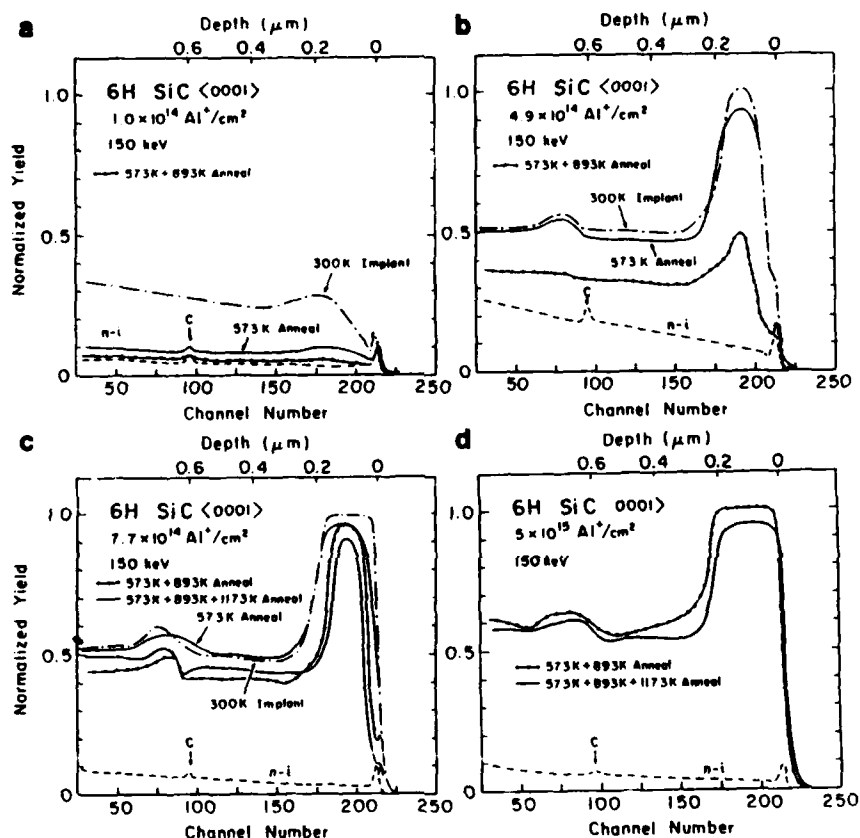 a
Depth (μm)
0.6 0.4 0.2 0
6H SiC <0001>
1.0 × 10¹⁴ Al⁺/cm²
150 keV
573K + 893K Anneal
300K Implant
n-i
C
573K Anneal
1.0
0.5
0
Normalized Yield
50 100 150 200 250
Channel Number
b
Depth (μm)
0.6 0.4 0.2 0
6H SiC <0001>
4.9 × 10¹⁴ Al⁺/cm²
150 keV
573K + 893K Anneal
300K Implant
573K Anneal
C
n-i
1.0
0.5
0
50 100 150 200 250
Channel Number
c
Depth (μm)
0.6 0.4 0.2 0
6H SiC <0001>
7.7 × 10¹⁴ Al⁺/cm²
150 keV
573K + 893K Anneal
573K + 893K + 1173K Anneal
573K Anneal
300K Implant
C
n-i
1.0
0.5
0
Normalized Yield
50 100 150 200 250
Channel Number
d
Depth (μm)
0.6 0.4 0.2 0
6H SiC 0001>
5 × 10¹⁵ Al⁺/cm²
150 keV
573K + 893K Anneal
573K + 893K + 1173K Anneal
C
n-i
1.0
0.5
0
50 100 150 200 250
Channel Number